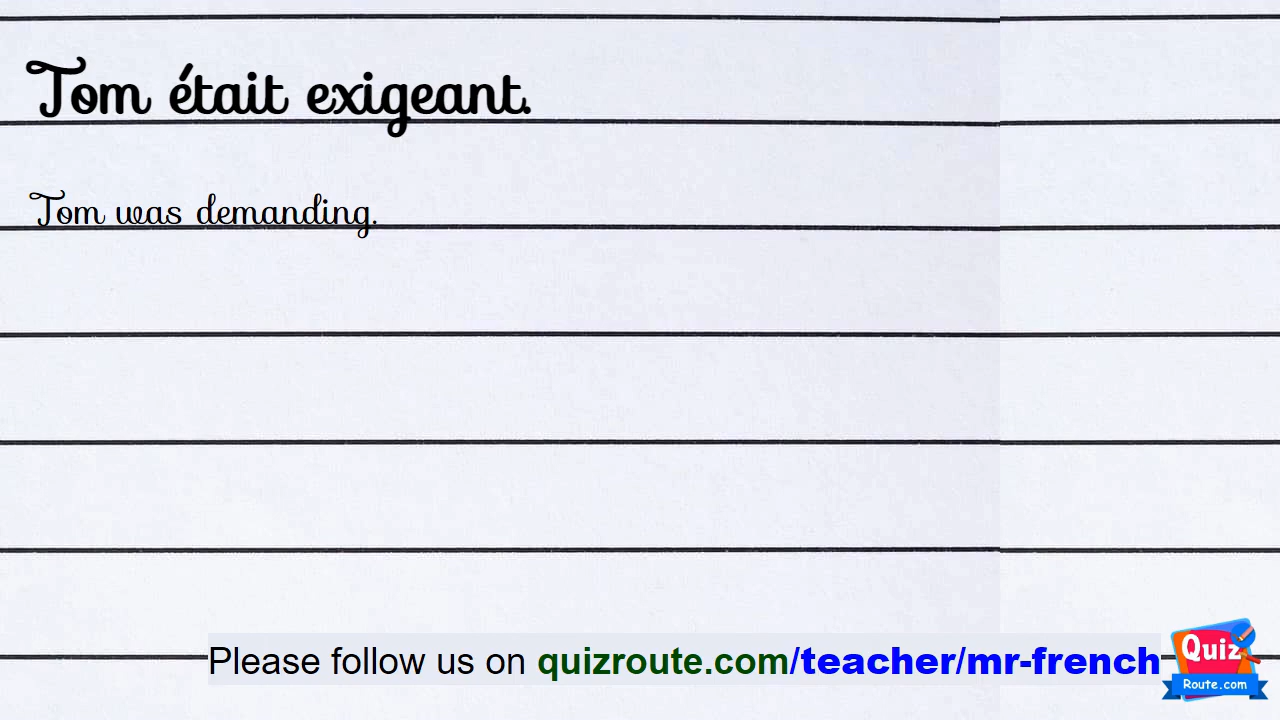 Tom était exigeant.
Tom was demanding.
Please follow us on quizroute.com/teacher/mr-french
Quiz
Route.com